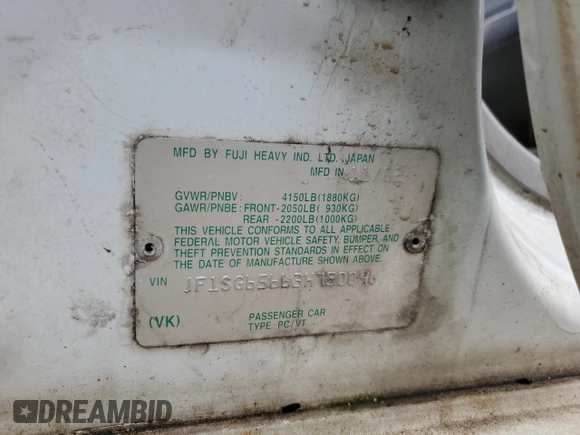 MFD BY FUJI HEAVY IND. LTD. JAPAN
MFD IN 11/02
GVWR/PNBV : 4150LB(1880KG)
GAWR/PNBE : FRONT-2050LB( 930KG)
REAR -2200LB(1000KG)
THIS VEHICLE CONFORMS TO ALL APPLICABLE
FEDERAL MOTOR VEHICLE SAFETY, BUMPER, AND
THEFT PREVENTION STANDARDS IN EFFECT ON
THE DATE OF MANUFACTURE SHOWN ABOVE.
VIN
(VK) PASSENGER CAR
TYPE PC/VT
DREAMBID